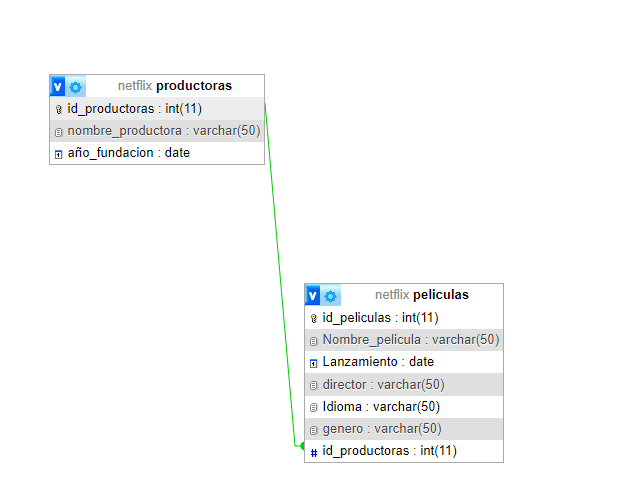 V netflix productoras
id_productoras : int(11)
nombre_productora : varchar(50)
año_fundacion : date
V netflix peliculas
id_peliculas : int(11)
Nombre_pelicula : varchar(50)
Lanzamiento : date
director : varchar(50)
Idioma : varchar(50)
genero : varchar(50)
# id_productoras : int(11)